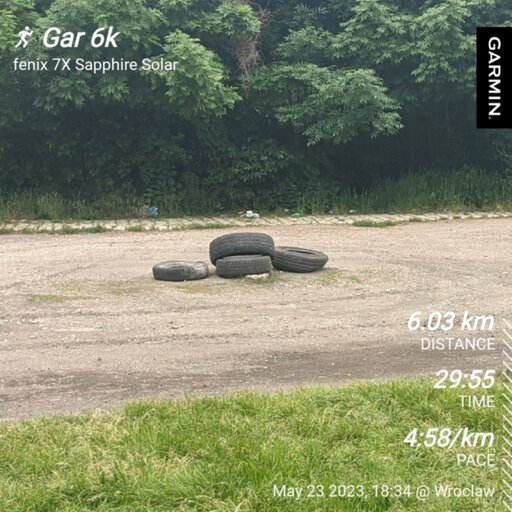 Gar 6k
fenix 7X Sapphire Solar
GARMIN.
6.03 km
DISTANCE
29:55
TIME
4:58/km
PACE
May 23 2023, 18:34 @ Wroclaw